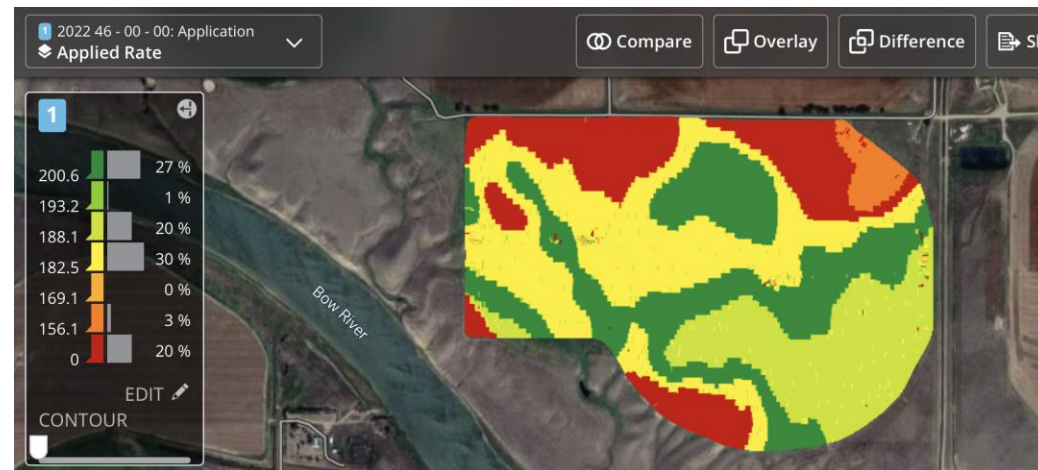 1 2022 46 - 00 - 00: Application
Applied Rate
Compare
Overlay
Difference
1
200.6 27 %
193.2 1 %
188.1 20 %
182.5 30 %
169.1 0 %
156.1 3 %
0 20 %
EDIT
CONTOUR
Bow River